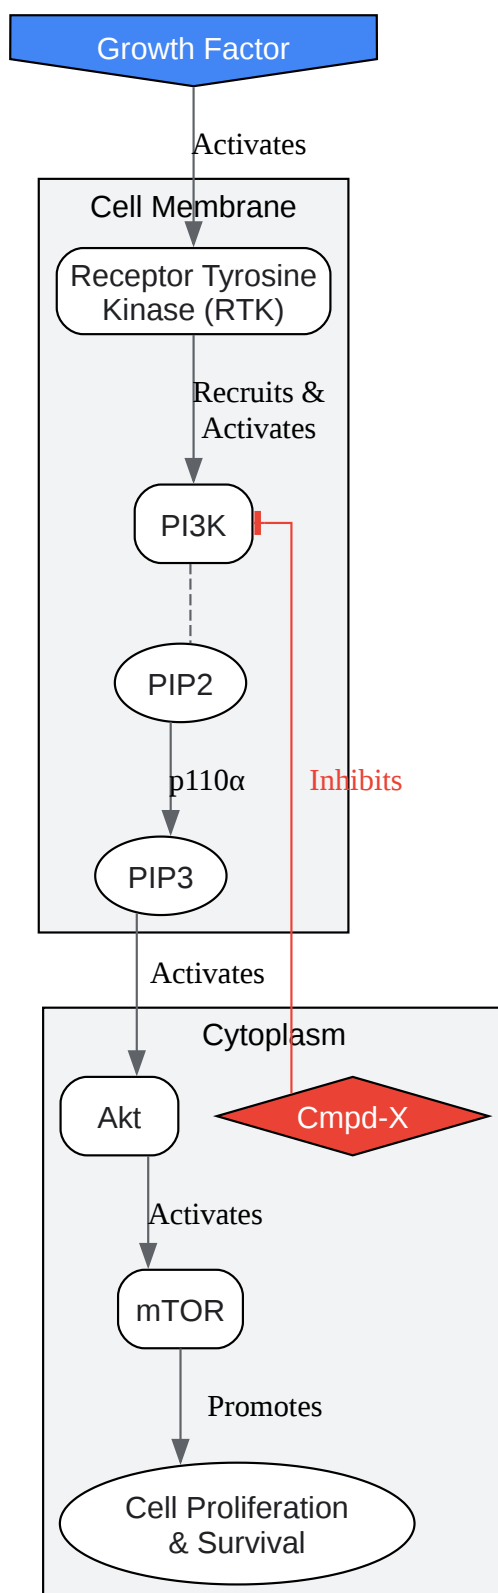 Growth Factor
Activates
Cell Membrane
Receptor Tyrosine
Kinase (RTK)
Recruits &
Activates
PI3K
PIP2
p110α
Inhibits
PIP3
Activates
Cytoplasm
Akt
Cmpd-X
Activates
mTOR
Promotes
Cell Proliferation
& Survival